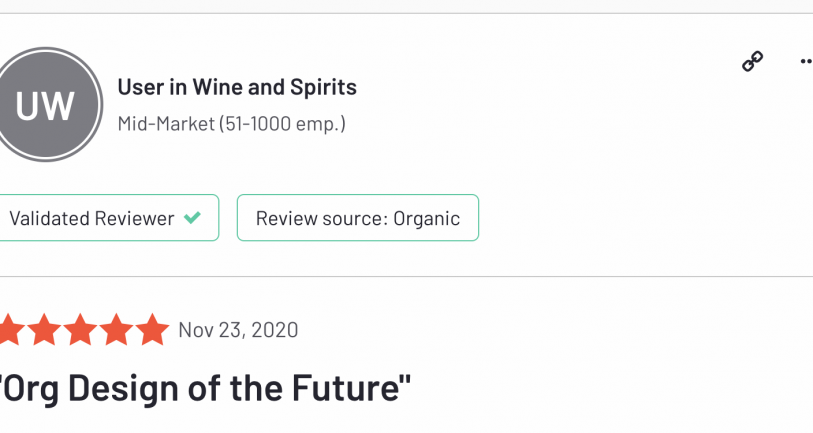 UW
User in Wine and Spirits
Mid-Market (51-1000 emp.)
Validated Reviewer
Review source: Organic
Nov 23, 2020
"Org Design of the Future"